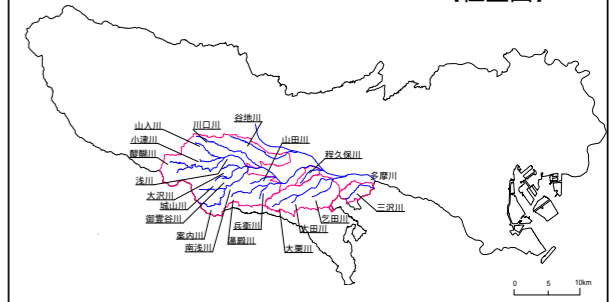 谷地川
川口川
山入川
小津川
醍醐川
山田川
程久保川
多摩川
浅川
大沢川
城山川
御霊谷川
案内川
南浅川
湯殿川
兵衛川
大栗川
大田川
乞田川
三沢川
0 5 10km